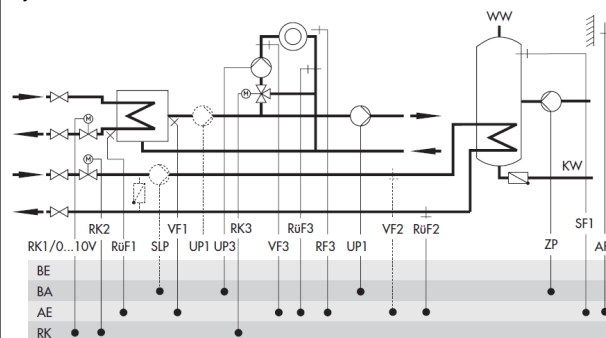 WW
M
M
M
KW
RK2 VF1 RK3 RüF3 SF1
RK1/0...10V RüF1 SLP UP1 UP3 VF3 RF3 UP1 VF2 RüF2 ZP
BE
BA
AE
RK